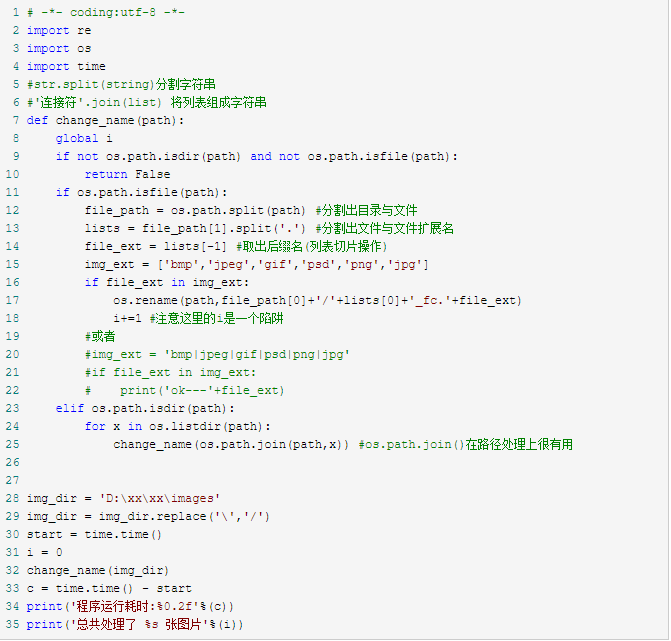 1 # -*- coding:utf-8 -*-
2 import re
3 import os
4 import time
5 #str.split(string)分割字符串
6 #'连接符'.join(list) 将列表组成字符串
7 def change_name(path):
8     global i
9     if not os.path.isdir(path) and not os.path.isfile(path):
10         return False
11     if os.path.isfile(path):
12         file_path = os.path.split(path) #分割出目录与文件
13         lists = file_path[1].split('.') #分割出文件与文件扩展名
14         file_ext = lists[-1] #取出后缀名(列表切片操作)
15         img_ext = ['bmp','jpeg','gif','psd','png','jpg']
16         if file_ext in img_ext:
17             os.rename(path,file_path[0]+'/'+lists[0]+'_fc.'+file_ext)
18             i+=1 #注意这里的i是一个陷阱
19         #或者
20         #img_ext = 'bmp|jpeg|gif|psd|png|jpg'
21         #if file_ext in img_ext:
22         #    print('ok---'+file_ext)
23     elif os.path.isdir(path):
24         for x in os.listdir(path):
25             change_name(os.path.join(path,x)) #os.path.join()在路径处理上很有用
26
27
28 img_dir = 'D:\xx\xx\images'
29 img_dir = img_dir.replace('\','/')
30 start = time.time()
31 i = 0
32 change_name(img_dir)
33 c = time.time() - start
34 print('程序运行耗时:%0.2f'%(c))
35 print('总共处理了 %s 张图片'%(i))